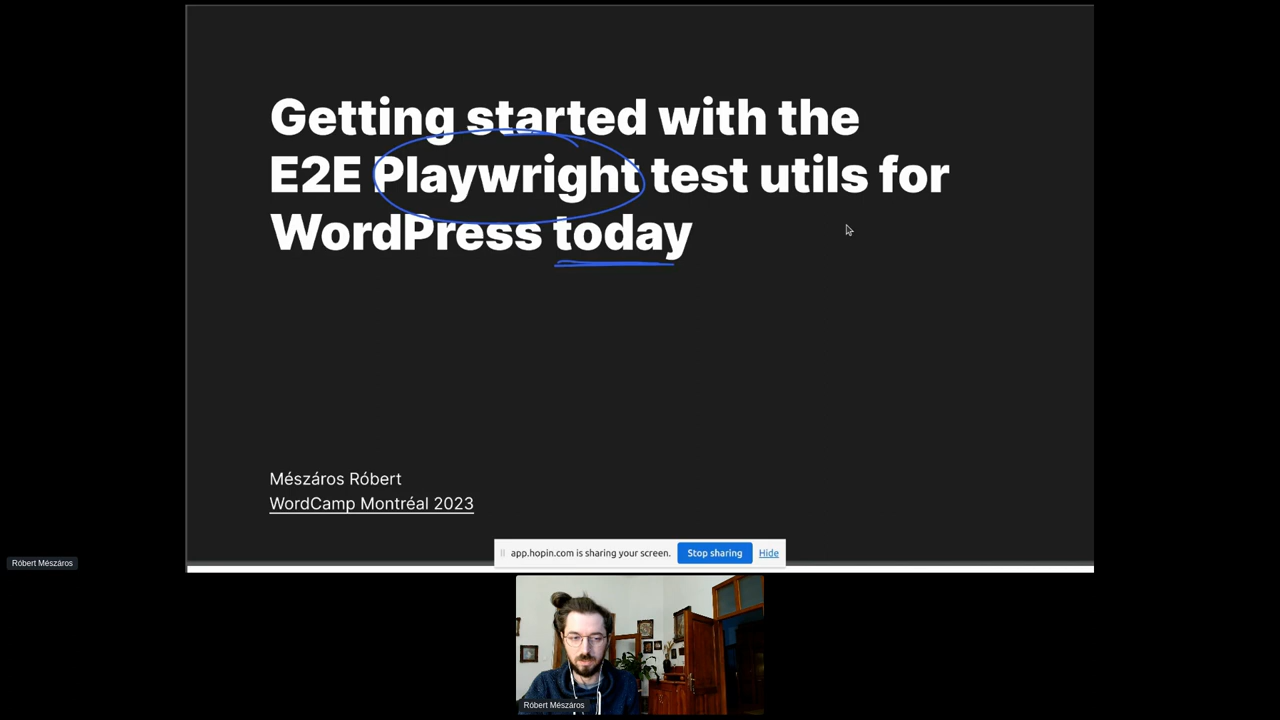 Getting started with the
E2E Playwright test utils for
WordPress today
Mészáros Róbert
WordCamp Montréal 2023
app.hopin.com is sharing your screen. Stop sharing Hide
Róbert Mészáros
Róbert Mészáros